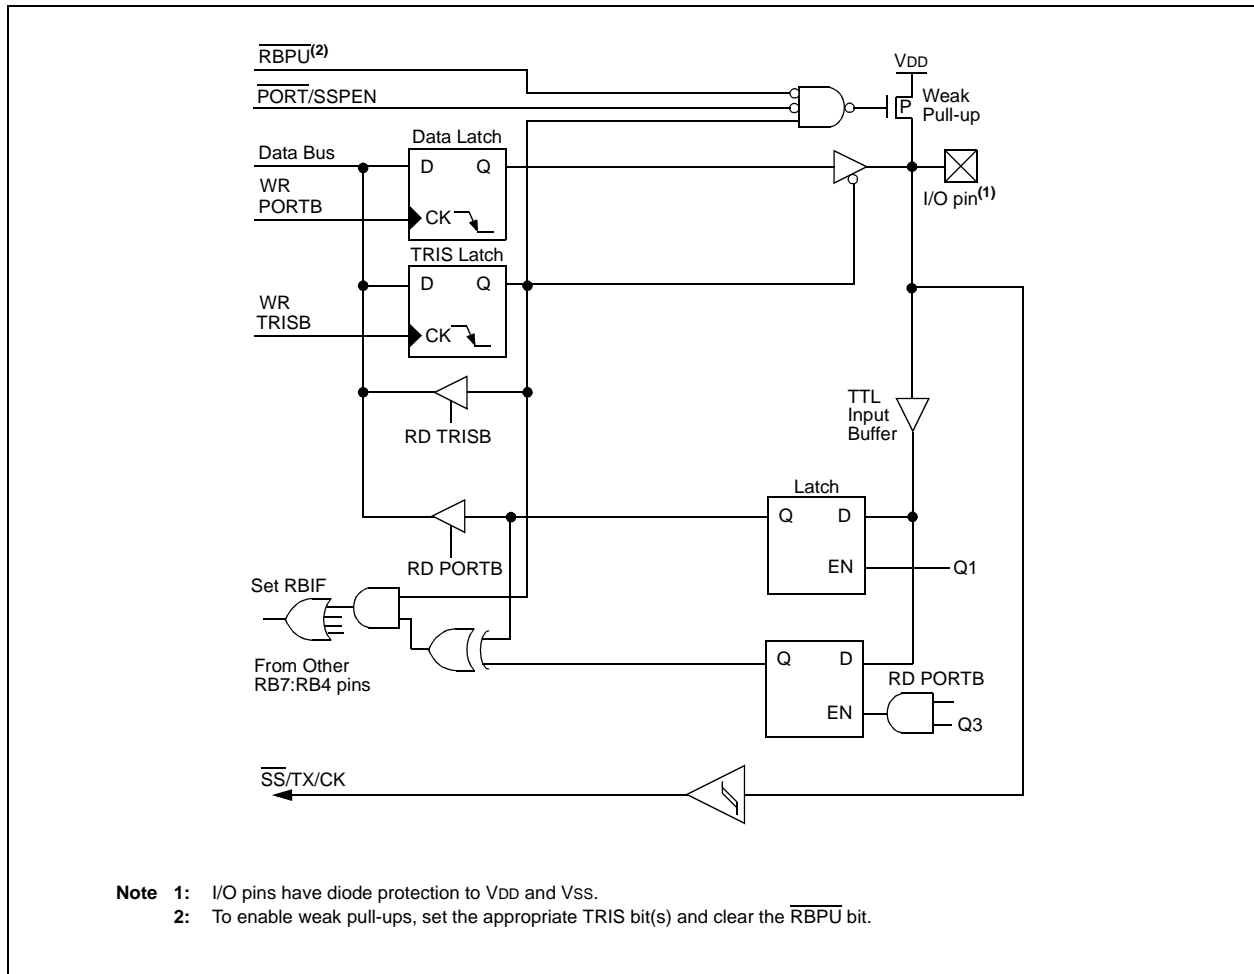 RBPU(2)
VDD
PORT/SSPEN
Weak
Pull-up
P
Data Latch
Data Bus
D Q
WR
PORTB
CK
I/O pin(1)
TRIS Latch
D Q
WR
TRISB
CK
TTL
Input
Buffer
RD TRISB
Latch
Q D
EN
Q1
RD PORTB
Set RBIF
From Other
RB7:RB4 pins
Q D
RD PORTB
EN
Q3
SS/TX/CK
Note 1: I/O pins have diode protection to VDD and VSS.
2: To enable weak pull-ups, set the appropriate TRIS bit(s) and clear the RBPU bit.